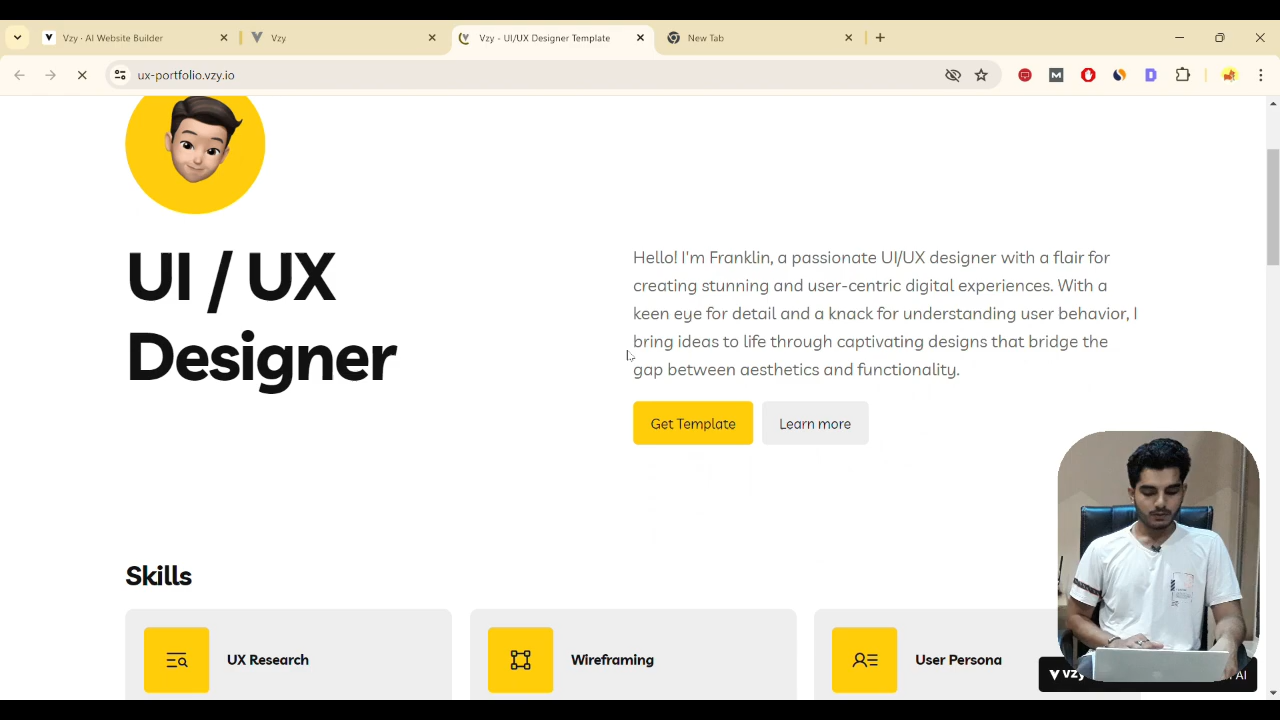 Vzy · AI Website Builder
Vzy
Vzy - UI/UX Designer Template
New Tab
ux-portfolio.vzy.io
UI / UX
Designer
Hello! I'm Franklin, a passionate UI/UX designer with a flair for
creating stunning and user-centric digital experiences. With a
keen eye for detail and a knack for understanding user behavior, I
bring ideas to life through captivating designs that bridge the
gap between aesthetics and functionality.
Get Template
Learn more
Skills
UX Research
Wireframing
User Persona
vzy
AI